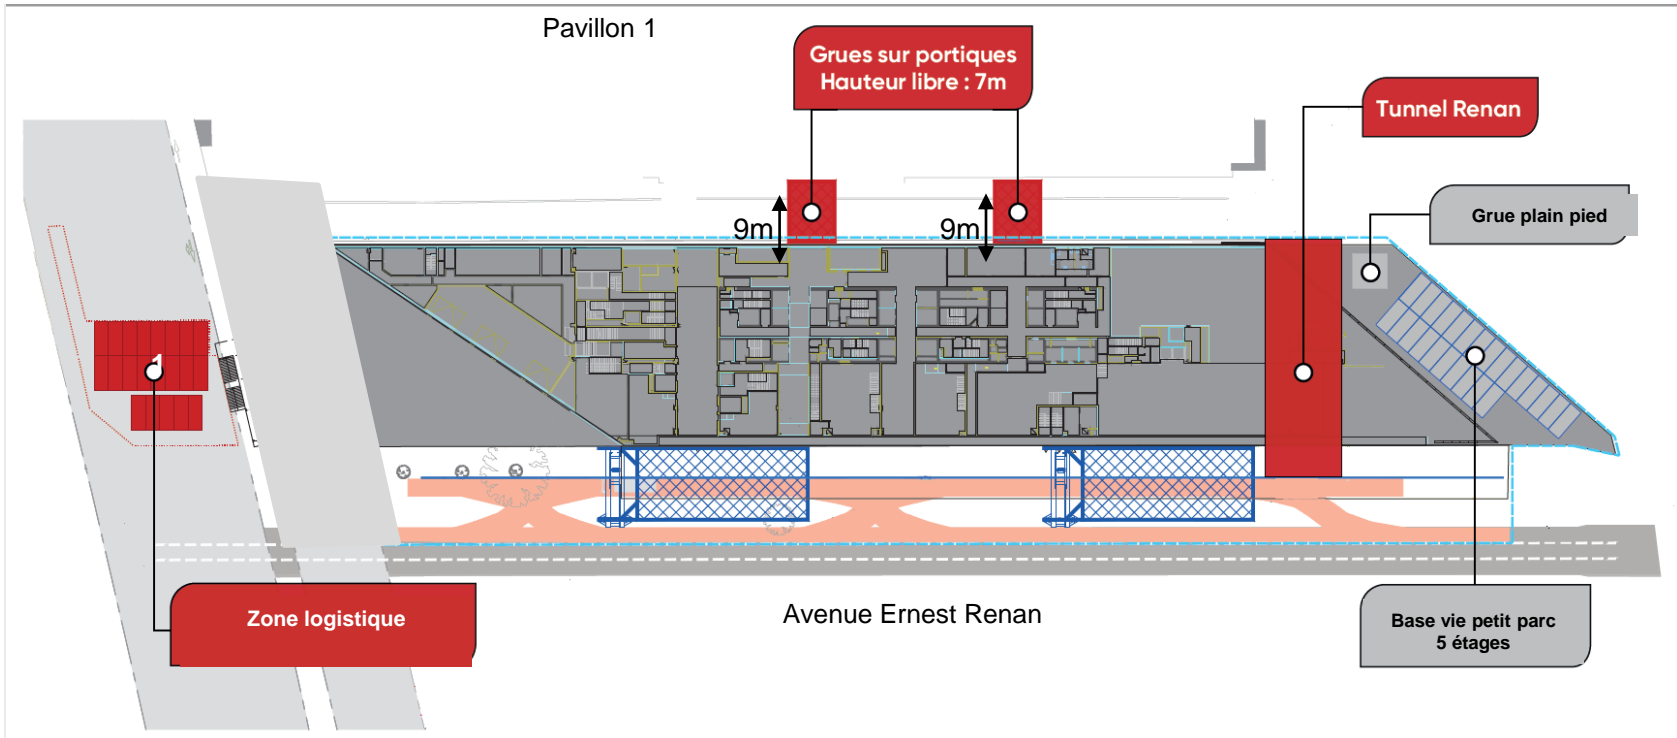 Pavillon 1
Grues sur portiques
Hauteur libre : 7m
Tunnel Renan
Grue plain pied
9m
9m
1
Zone logistique
Avenue Ernest Renan
Base vie petit parc
5 étages